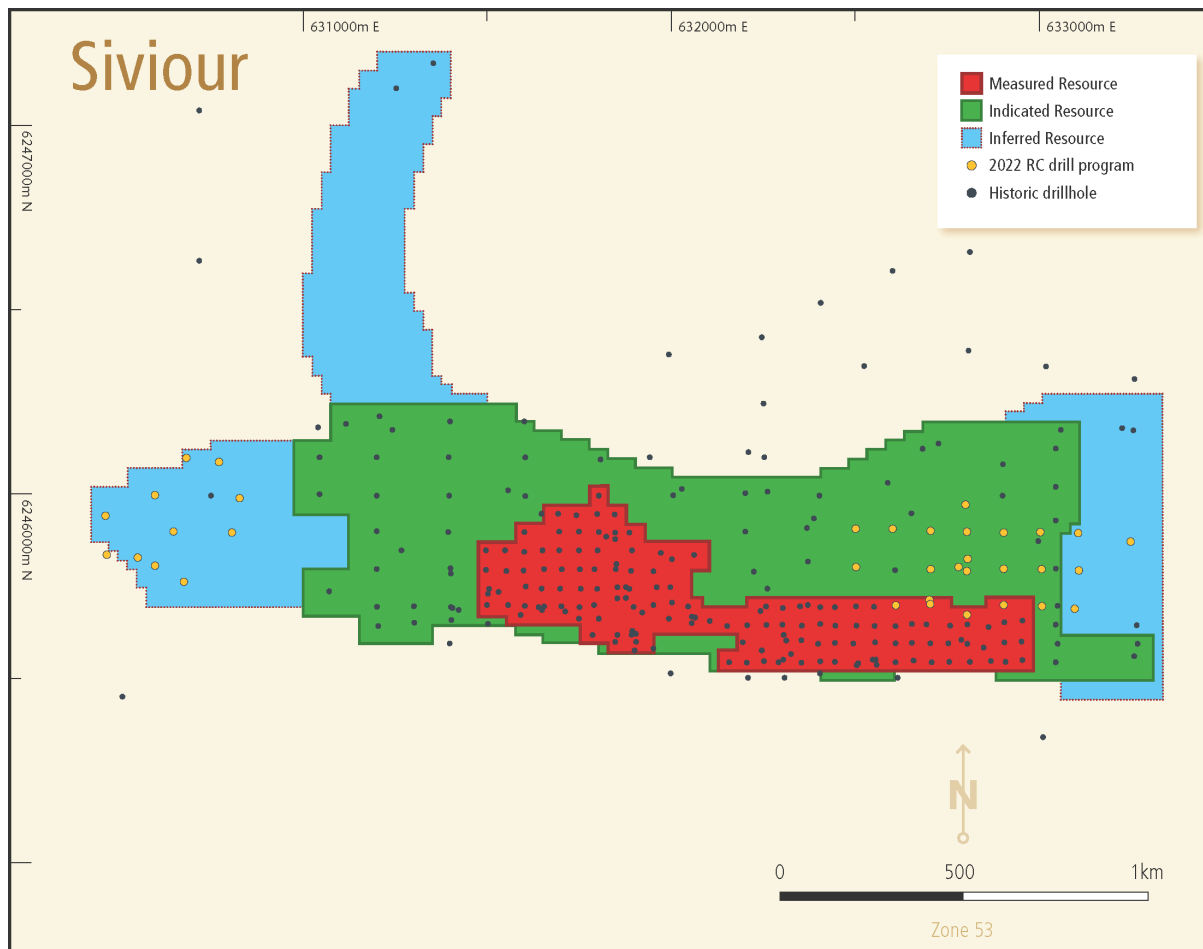 631000m E
632000m E
633000m E
Siviour
Measured Resource
Indicated Resource
Inferred Resource
2022 RC drill program
Historic drillhole
6247000m N
6246000m N
N
0 500 1km
Zone 53